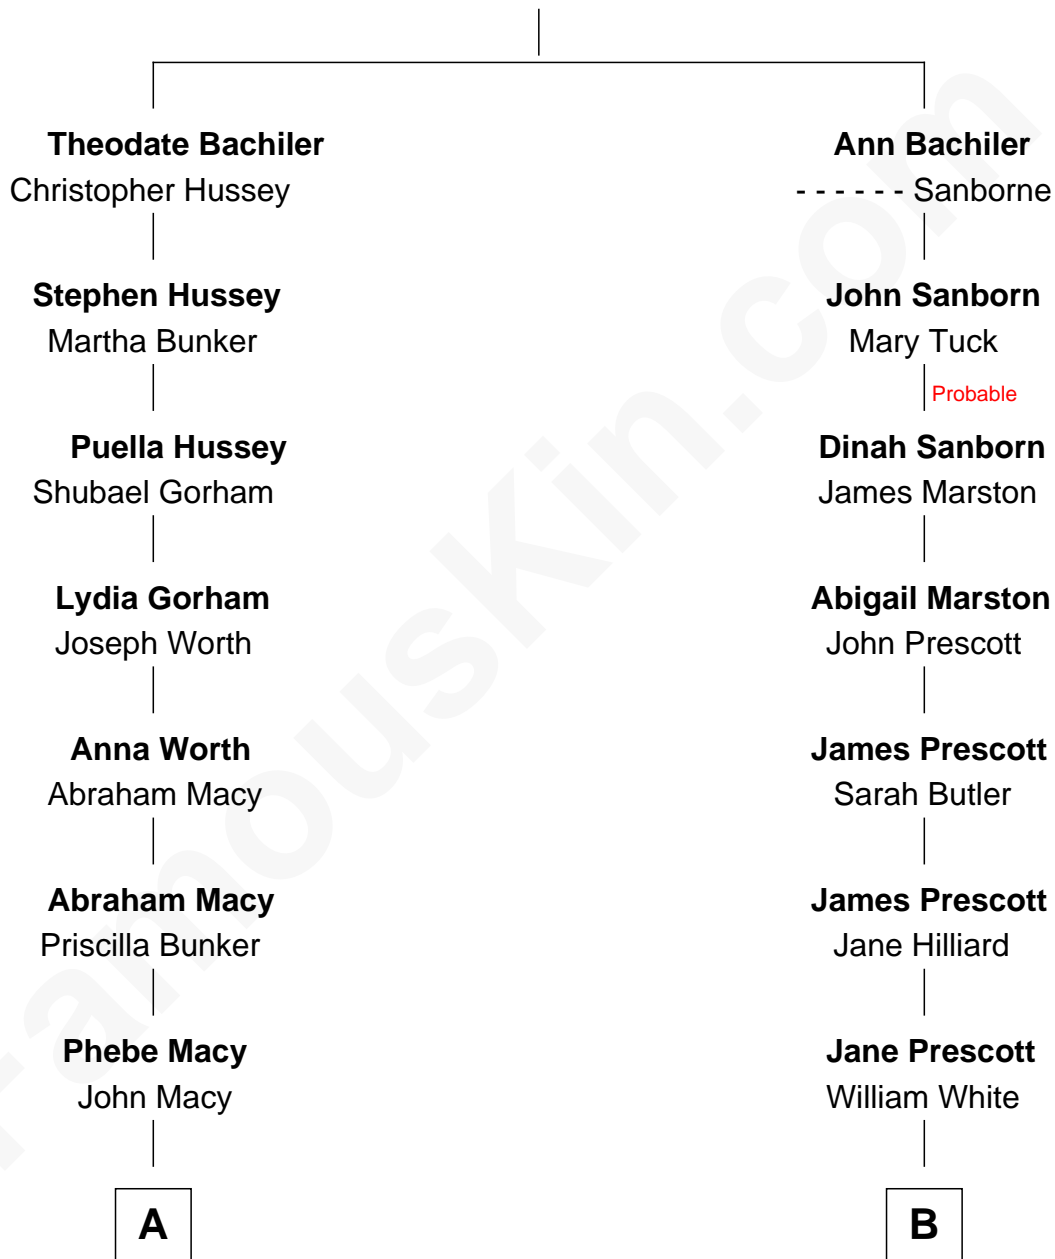 Theodate Bachiler
Christopher Hussey
Ann Bachiler
- - - - - - Sanborne
Stephen Hussey
Martha Bunker
John Sanborn
Mary Tuck
Probable
Puella Hussey
Shubael Gorham
Dinah Sanborn
James Marston
Lydia Gorham
Joseph Worth
Abigail Marston
John Prescott
Anna Worth
Abraham Macy
James Prescott
Sarah Butler
Abraham Macy
Priscilla Bunker
James Prescott
Jane Hilliard
Phebe Macy
John Macy
Jane Prescott
William White
A
B
FamousKin.com